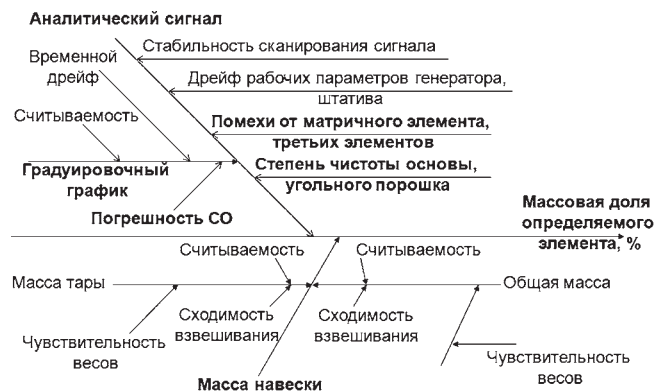 Аналитический сигнал
Стабильность сканирования сигнала
Временной
дрейф
Дрейф рабочих параметров генератора,
штатива
Считываемость
Помехи от матричного элемента,
третьих элементов
Градуировочный
график
Степень чистоты основы,
угольного порошка
Погрешность СО
Массовая доля
определяемого
элемента, %
Считываемость
Считываемость
Масса тары
Общая масса
Сходимость
взвешивания
Сходимость
взвешивания
Чувствительность
весов
Чувствительность
весов
Масса навески